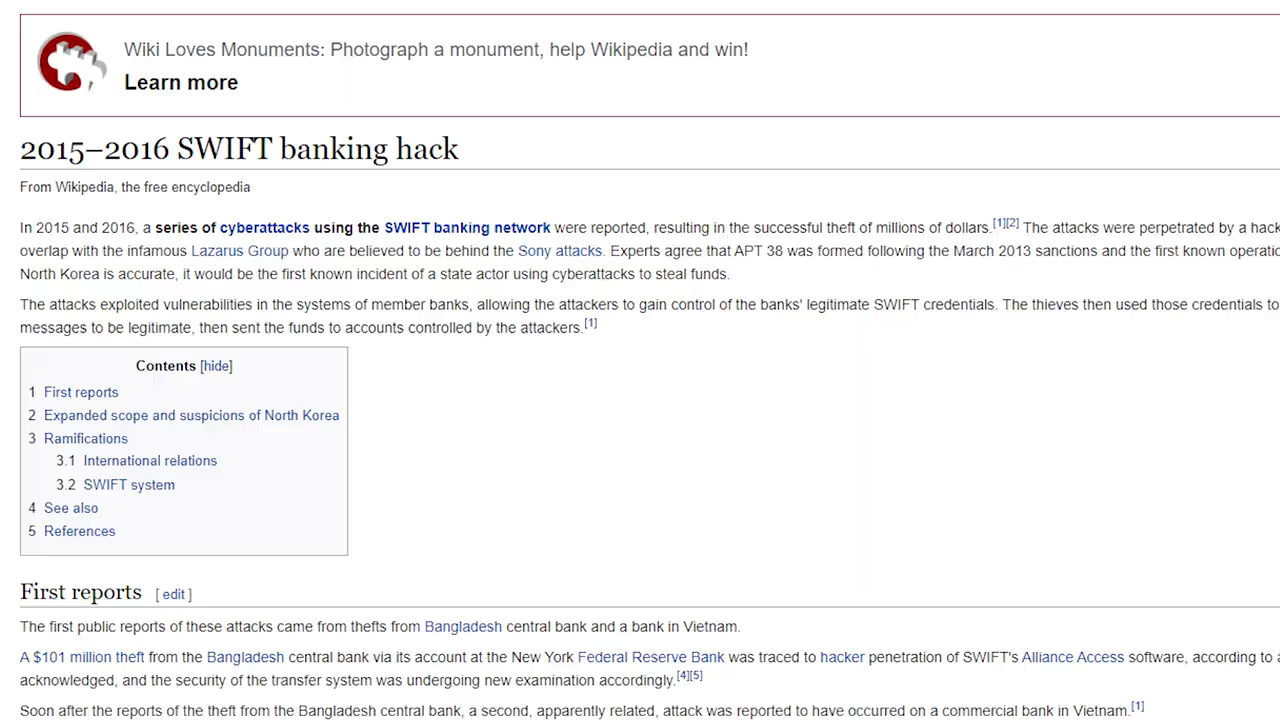 Wiki Loves Monuments: Photograph a monument, help Wikipedia and win!
Learn more
2015–2016 SWIFT banking hack
From Wikipedia, the free encyclopedia
In 2015 and 2016, a series of cyberattacks using the SWIFT banking network were reported, resulting in the successful theft of millions of dollars.[1][2] The attacks were perpetrated by a hack
overlap with the infamous Lazarus Group who are believed to be behind the Sony attacks. Experts agree that APT 38 was formed following the March 2013 sanctions and the first known operatio
North Korea is accurate, it would be the first known incident of a state actor using cyberattacks to steal funds.
The attacks exploited vulnerabilities in the systems of member banks, allowing the attackers to gain control of the banks' legitimate SWIFT credentials. The thieves then used those credentials to
messages to be legitimate, then sent the funds to accounts controlled by the attackers.[1]
Contents [hide]
1 First reports
2 Expanded scope and suspicions of North Korea
3 Ramifications
3.1 International relations
3.2 SWIFT system
4 See also
5 References
First reports [ edit ]
The first public reports of these attacks came from thefts from Bangladesh central bank and a bank in Vietnam.
A $101 million theft from the Bangladesh central bank via its account at the New York Federal Reserve Bank was traced to hacker penetration of SWIFT's Alliance Access software, according to a
acknowledged, and the security of the transfer system was undergoing new examination accordingly.[4][5]
Soon after the reports of the theft from the Bangladesh central bank, a second, apparently related, attack was reported to have occurred on a commercial bank in Vietnam.[1]